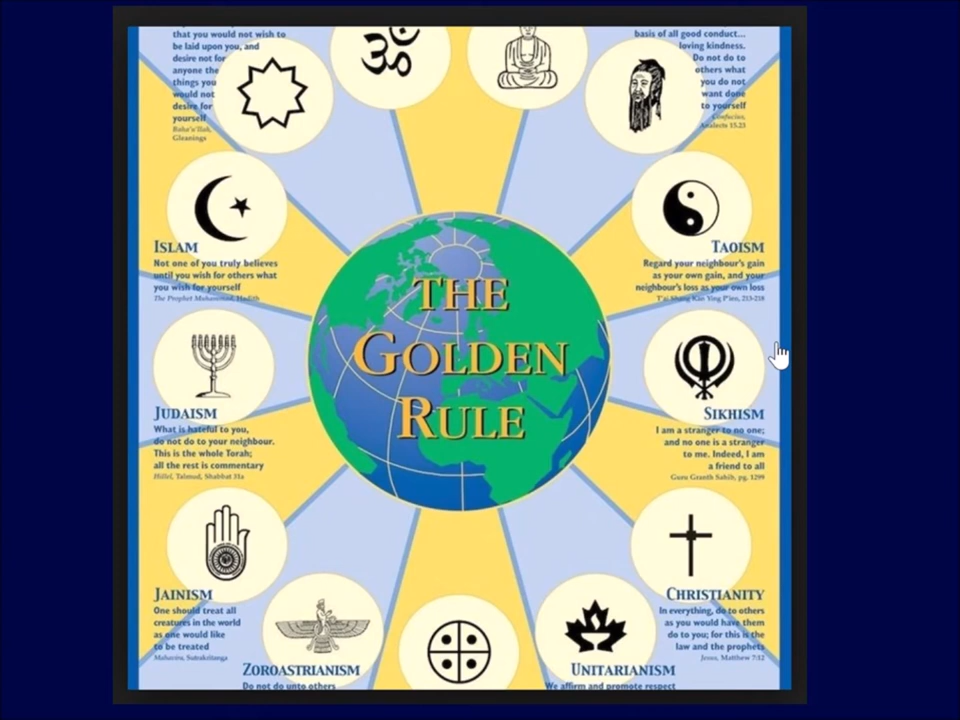 that you would not wish to
be laid upon you, and
desire not for
anyone the
things you
would not
desire for
yourself
Baha'u'llah,
Gleanings
basis of all good conduct...
loving kindness.
Do not do to
others what
you do not
want done
to yourself
Confucius,
Analects 15.23
ISLAM
Not one of you truly believes
until you wish for others what
you wish for yourself
The Prophet Muhammad, Hadith
TAOISM
Regard your neighbour's gain
as your own gain, and your
neighbour's loss as your own loss
T'ai Shang Kan Ying P'ien, 213-218
THE
GOLDEN
RULE
JUDAISM
What is hateful to you,
do not do to your neighbour.
This is the whole Torah;
all the rest is commentary
Hillel, Talmud, Shabbat 31a
SIKHISM
I am a stranger to no one;
and no one is a stranger
to me. Indeed, I am
a friend to all
Guru Granth Sahib, pg. 1299
JAINISM
One should treat all
creatures in the world
as one would like
to be treated
Mahavira, Sutrakritanga
CHRISTIANITY
In everything, do to others
as you would have them
do to you; for this is the
law and the prophets
Jesus, Matthew 7:12
ZOROASTRIANISM
Do not do unto others
UNITARIANISM
We affirm and promote respect